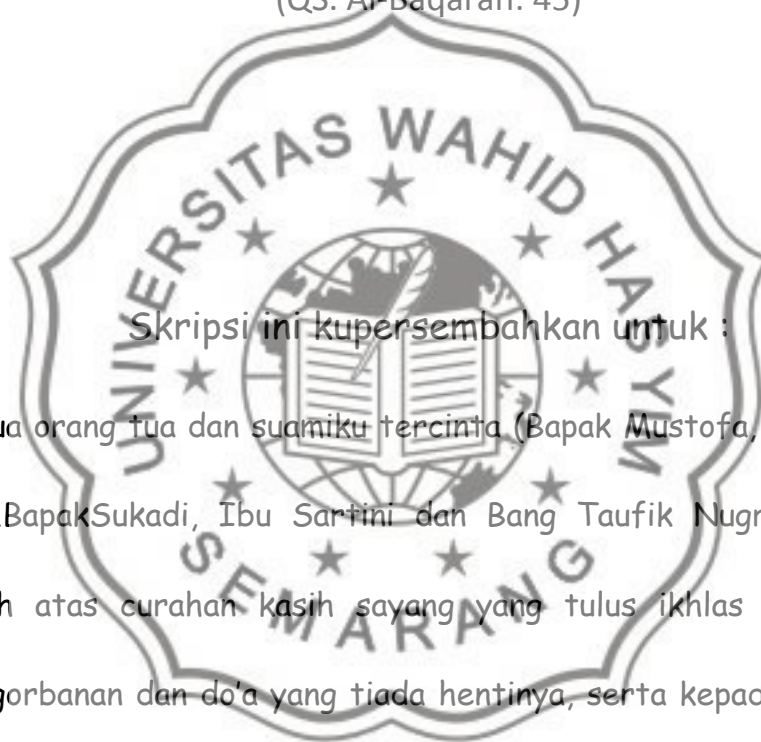 (QS. Al-Baqarah: 45)
UNIVERSITAS WAHID HASYIM
Skripsi ini kupersembahkan untuk :
orang tua dan suamiku tercinta (Bapak Mustofa,
BapakSukadi, Ibu Sartini dan Bang Taufik
atas curahan kasih sayang yang tulus ikhlas
dan do'a yang tiada hentinya, serta
SEMARANG